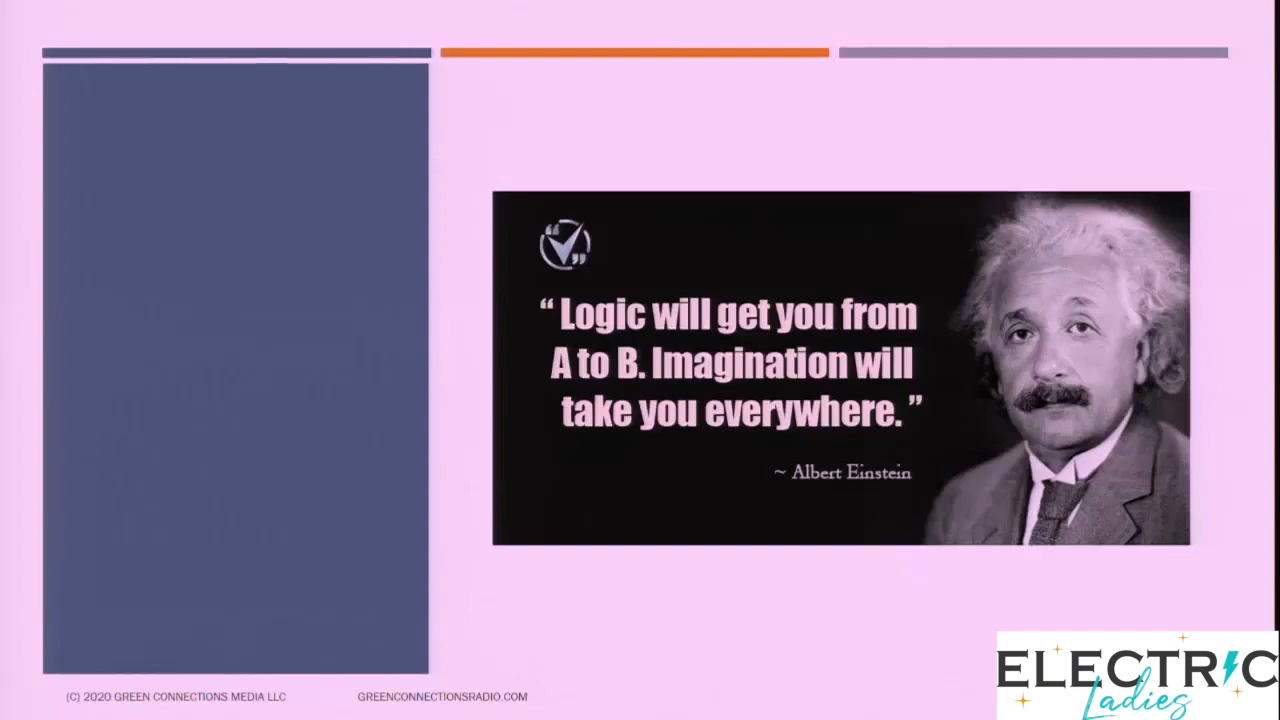 “ Logic will get you from
A to B. Imagination will
take you everywhere. ”
~ Albert Einstein
(C) 2020 GREEN CONNECTIONS MEDIA LLC
GREENCONNECTIONSRADIO.COM
ELECTRIC
Ladies